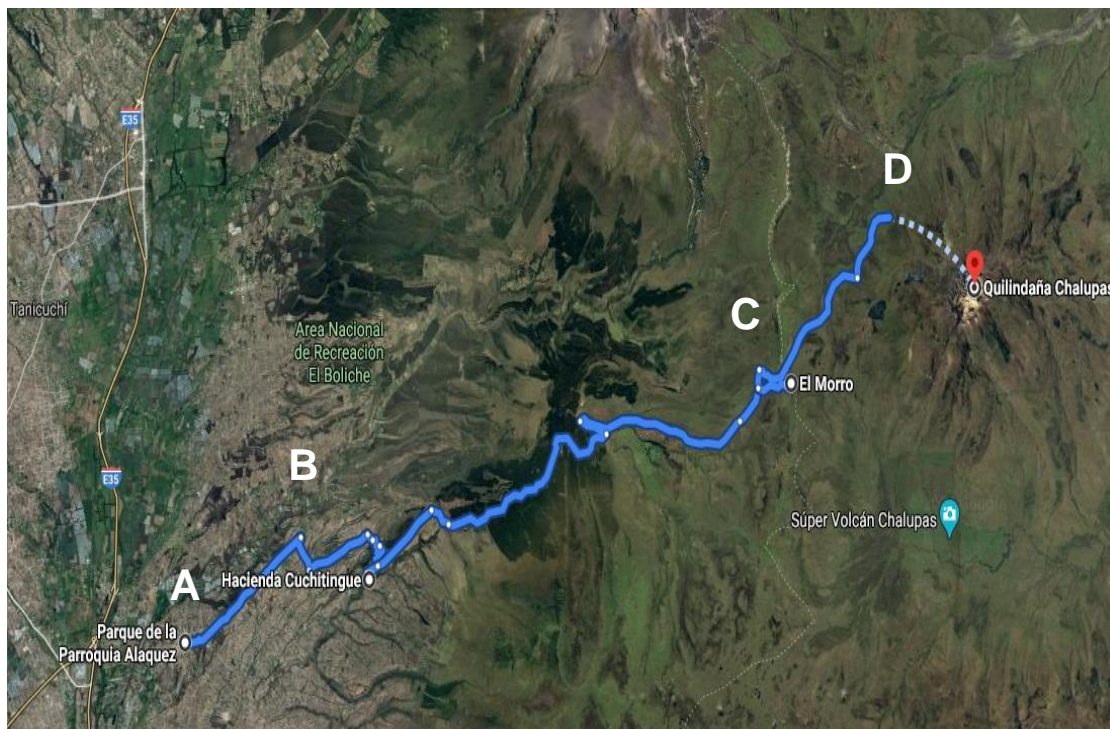 E35
D
Quilindaña Chalupas
Tanicuchí
C
Area Nacional
de Recreación
El Boliche
El Morro
B
E35
Súper Volcán Chalupas
A
Hacienda Cuchitingue
Parque de la
Parroquia Alaquez